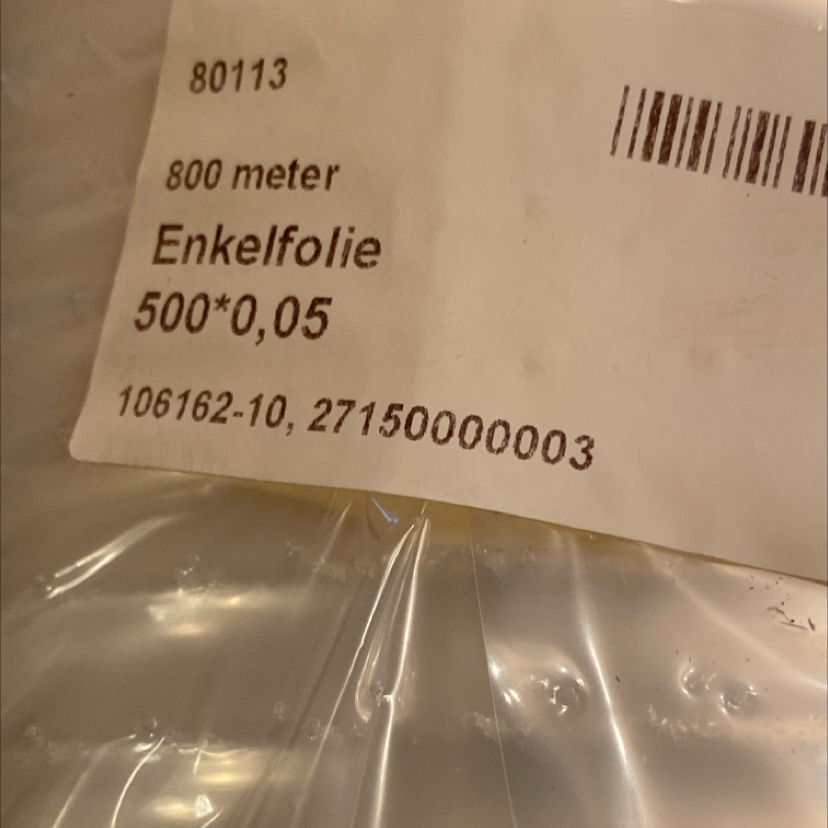 80113
800 meter
Enkelfolie
500*0,05
106162-10, 27150000003